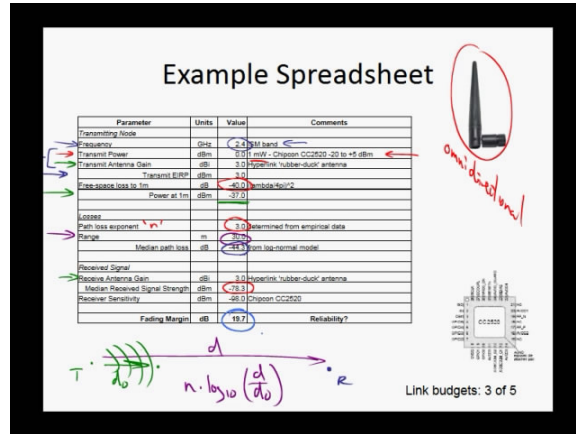 Example Spreadsheet
Parameter Units Value Comments
Transmitting Node
Frequency GHz 2.4 ISM band
Transmit Power dBm 0.0 1 mW - Chipcon CC2520 -20 to +5 dBm
Transmit Antenna Gain dBi 3.0 Hyperlink 'rubber-duck' antenna
Transmit EIRP dBm 3.0
Free-space loss to 1m dB -40.0 (lambda/4pi)^2
Power at 1m dBm -37.0
Losses
Path loss exponent 'n' 3.0 determined from empirical data
Range m 30.0
Median path loss dB -44.3 from log-normal model
Received Signal
Receive Antenna Gain dBi 3.0 Hyperlink 'rubber-duck' antenna
Median Received Signal Strength dBm -78.3
Receiver Sensitivity dBm -98.0 Chipcon CC2520
Fading Margin dB 19.7 Reliability?
omnidirectional
CC2520
d
T d0 R
n·log10 (d/d0)
Link budgets: 3 of 5